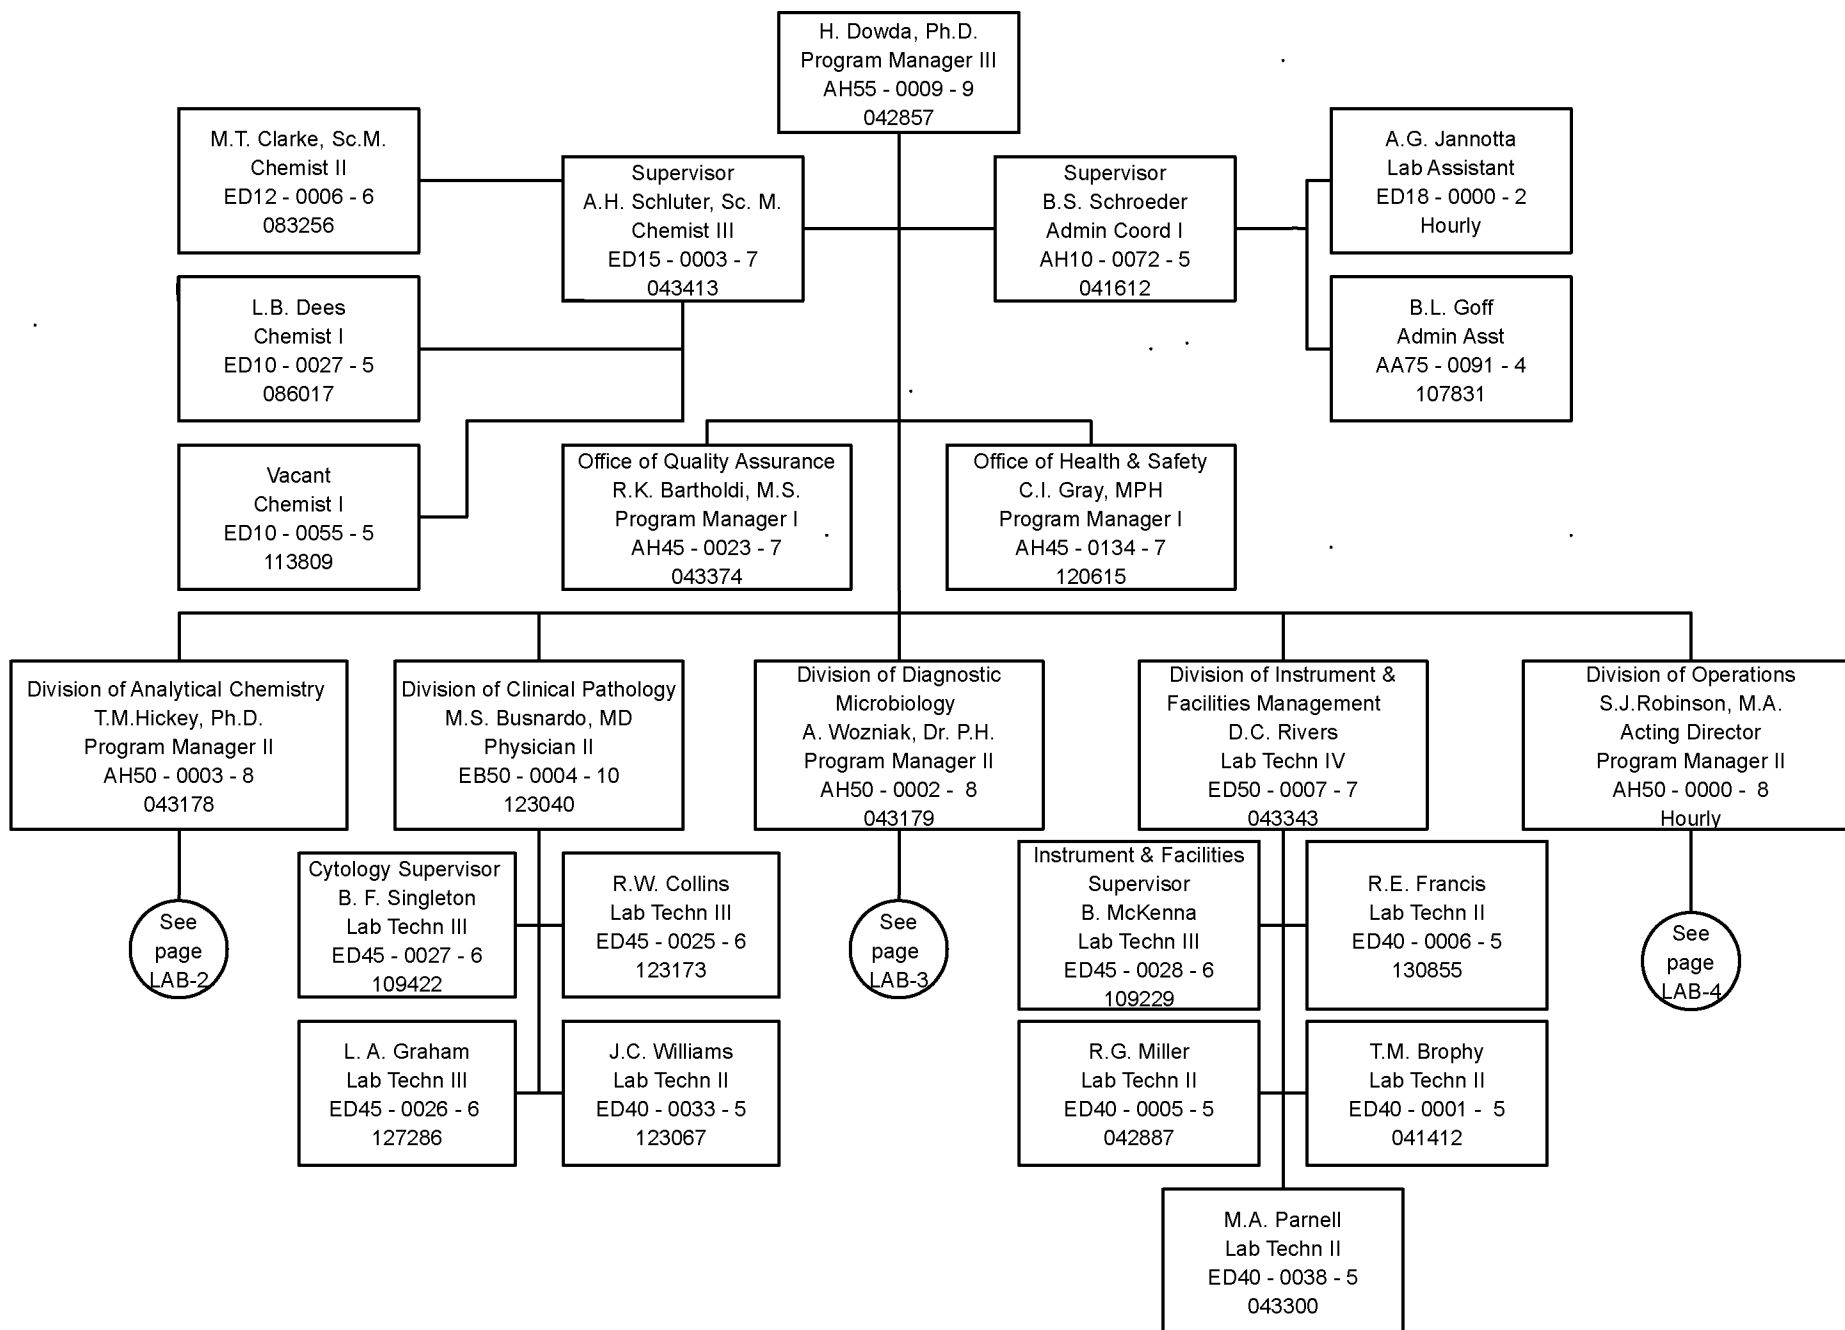 H. Dowda, Ph.D.
Program Manager III
AH55 - 0009 - 9
042857
M.T. Clarke, Sc.M.
Chemist II
ED12 - 0006 - 6
083256
Supervisor
A.H. Schluter, Sc. M.
Chemist III
ED15 - 0003 - 7
043413
Supervisor
B.S. Schroeder
Admin Coord I
AH10 - 0072 - 5
041612
A.G. Jannotta
Lab Assistant
ED18 - 0000 - 2
Hourly
L.B. Dees
Chemist I
ED10 - 0027 - 5
086017
B.L. Goff
Admin Asst
AA75 - 0091 - 4
107831
Vacant
Chemist I
ED10 - 0055 - 5
113809
Office of Quality Assurance
R.K. Bartholdi, M.S.
Program Manager I
AH45 - 0023 - 7
043374
Office of Health & Safety
C.I. Gray, MPH
Program Manager I
AH45 - 0134 - 7
120615
Division of Analytical Chemistry
T.M.Hickey, Ph.D.
Program Manager II
AH50 - 0003 - 8
043178
Division of Clinical Pathology
M.S. Busnardo, MD
Physician II
EB50 - 0004 - 10
123040
Division of Diagnostic
Microbiology
A. Wozniak, Dr. P.H.
Program Manager II
AH50 - 0002 - 8
043179
Division of Instrument &
Facilities Management
D.C. Rivers
Lab Techn IV
ED50 - 0007 - 7
043343
Division of Operations
S.J.Robinson, M.A.
Acting Director
Program Manager II
AH50 - 0000 - 8
Hourly
See
page
LAB-2
Cytology Supervisor
B. F. Singleton
Lab Techn III
ED45 - 0027 - 6
109422
R.W. Collins
Lab Techn III
ED45 - 0025 - 6
123173
See
page
LAB-3
Instrument & Facilities
Supervisor
B. McKenna
Lab Techn III
ED45 - 0028 - 6
109229
R.E. Francis
Lab Techn II
ED40 - 0006 - 5
130855
See
page
LAB-4
L. A. Graham
Lab Techn III
ED45 - 0026 - 6
127286
J.C. Williams
Lab Techn II
ED40 - 0033 - 5
123067
R.G. Miller
Lab Techn II
ED40 - 0005 - 5
042887
T.M. Brophy
Lab Techn II
ED40 - 0001 - 5
041412
M.A. Parnell
Lab Techn II
ED40 - 0038 - 5
043300